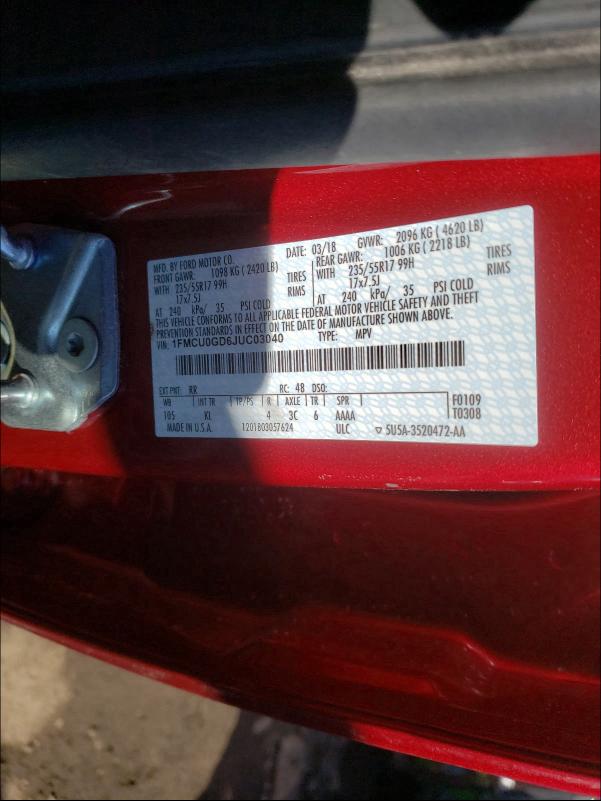 MFD. BY FORD MOTOR CO.
DATE: 03/18 GVWR: 2096 KG ( 4620 LB)
FRONT GAWR: 1098 KG (2420 LB)
REAR GAWR: 1006 KG ( 2218 LB)
WITH 235/55R17 99H TIRES
WITH 235/55R17 99H TIRES
17x7.5J RIMS
17x7.5J RIMS
AT 240 kPa/ 35 PSI COLD
AT 240 kPa/ 35 PSI COLD
THIS VEHICLE CONFORMS TO ALL APPLICABLE FEDERAL MOTOR VEHICLE SAFETY AND THEFT
PREVENTION STANDARDS IN EFFECT ON THE DATE OF MANUFACTURE SHOWN ABOVE.
VIN: 1FMCU0GD6JUC03040 TYPE: MPV
EXT PNT: RR RC: 48 DSO:
WB INT TR TP/PS R AXLE TR SPR F0109
105 KL 4 3C 6 AAAA T0308
MADE IN U.S.A. 1201803057624 ULC 5U5A-3520472-AA